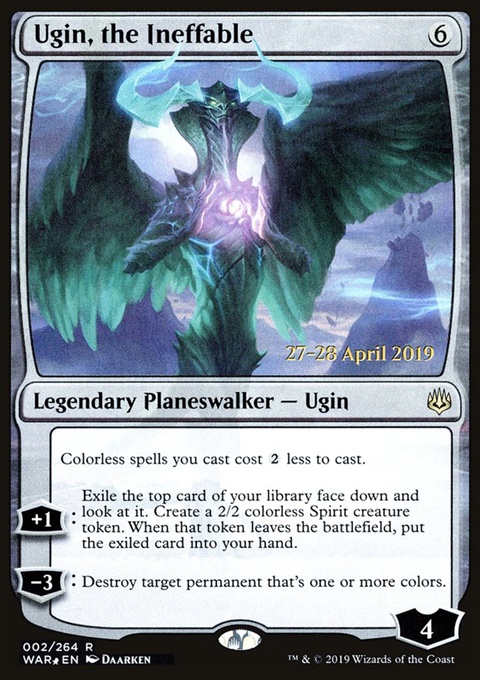 Ugin, the Ineffable 6
27-28 April 2019
Legendary Planeswalker — Ugin
Colorless spells you cast cost 2 less to cast.
+1: Exile the top card of your library face down and
look at it. Create a 2/2 colorless Spirit creature
token. When that token leaves the battlefield, put
the exiled card into your hand.
-3: Destroy target permanent that's one or more colors.
4
002/264 R
WAR★EN Daarken
™ & © 2019 Wizards of the Coast